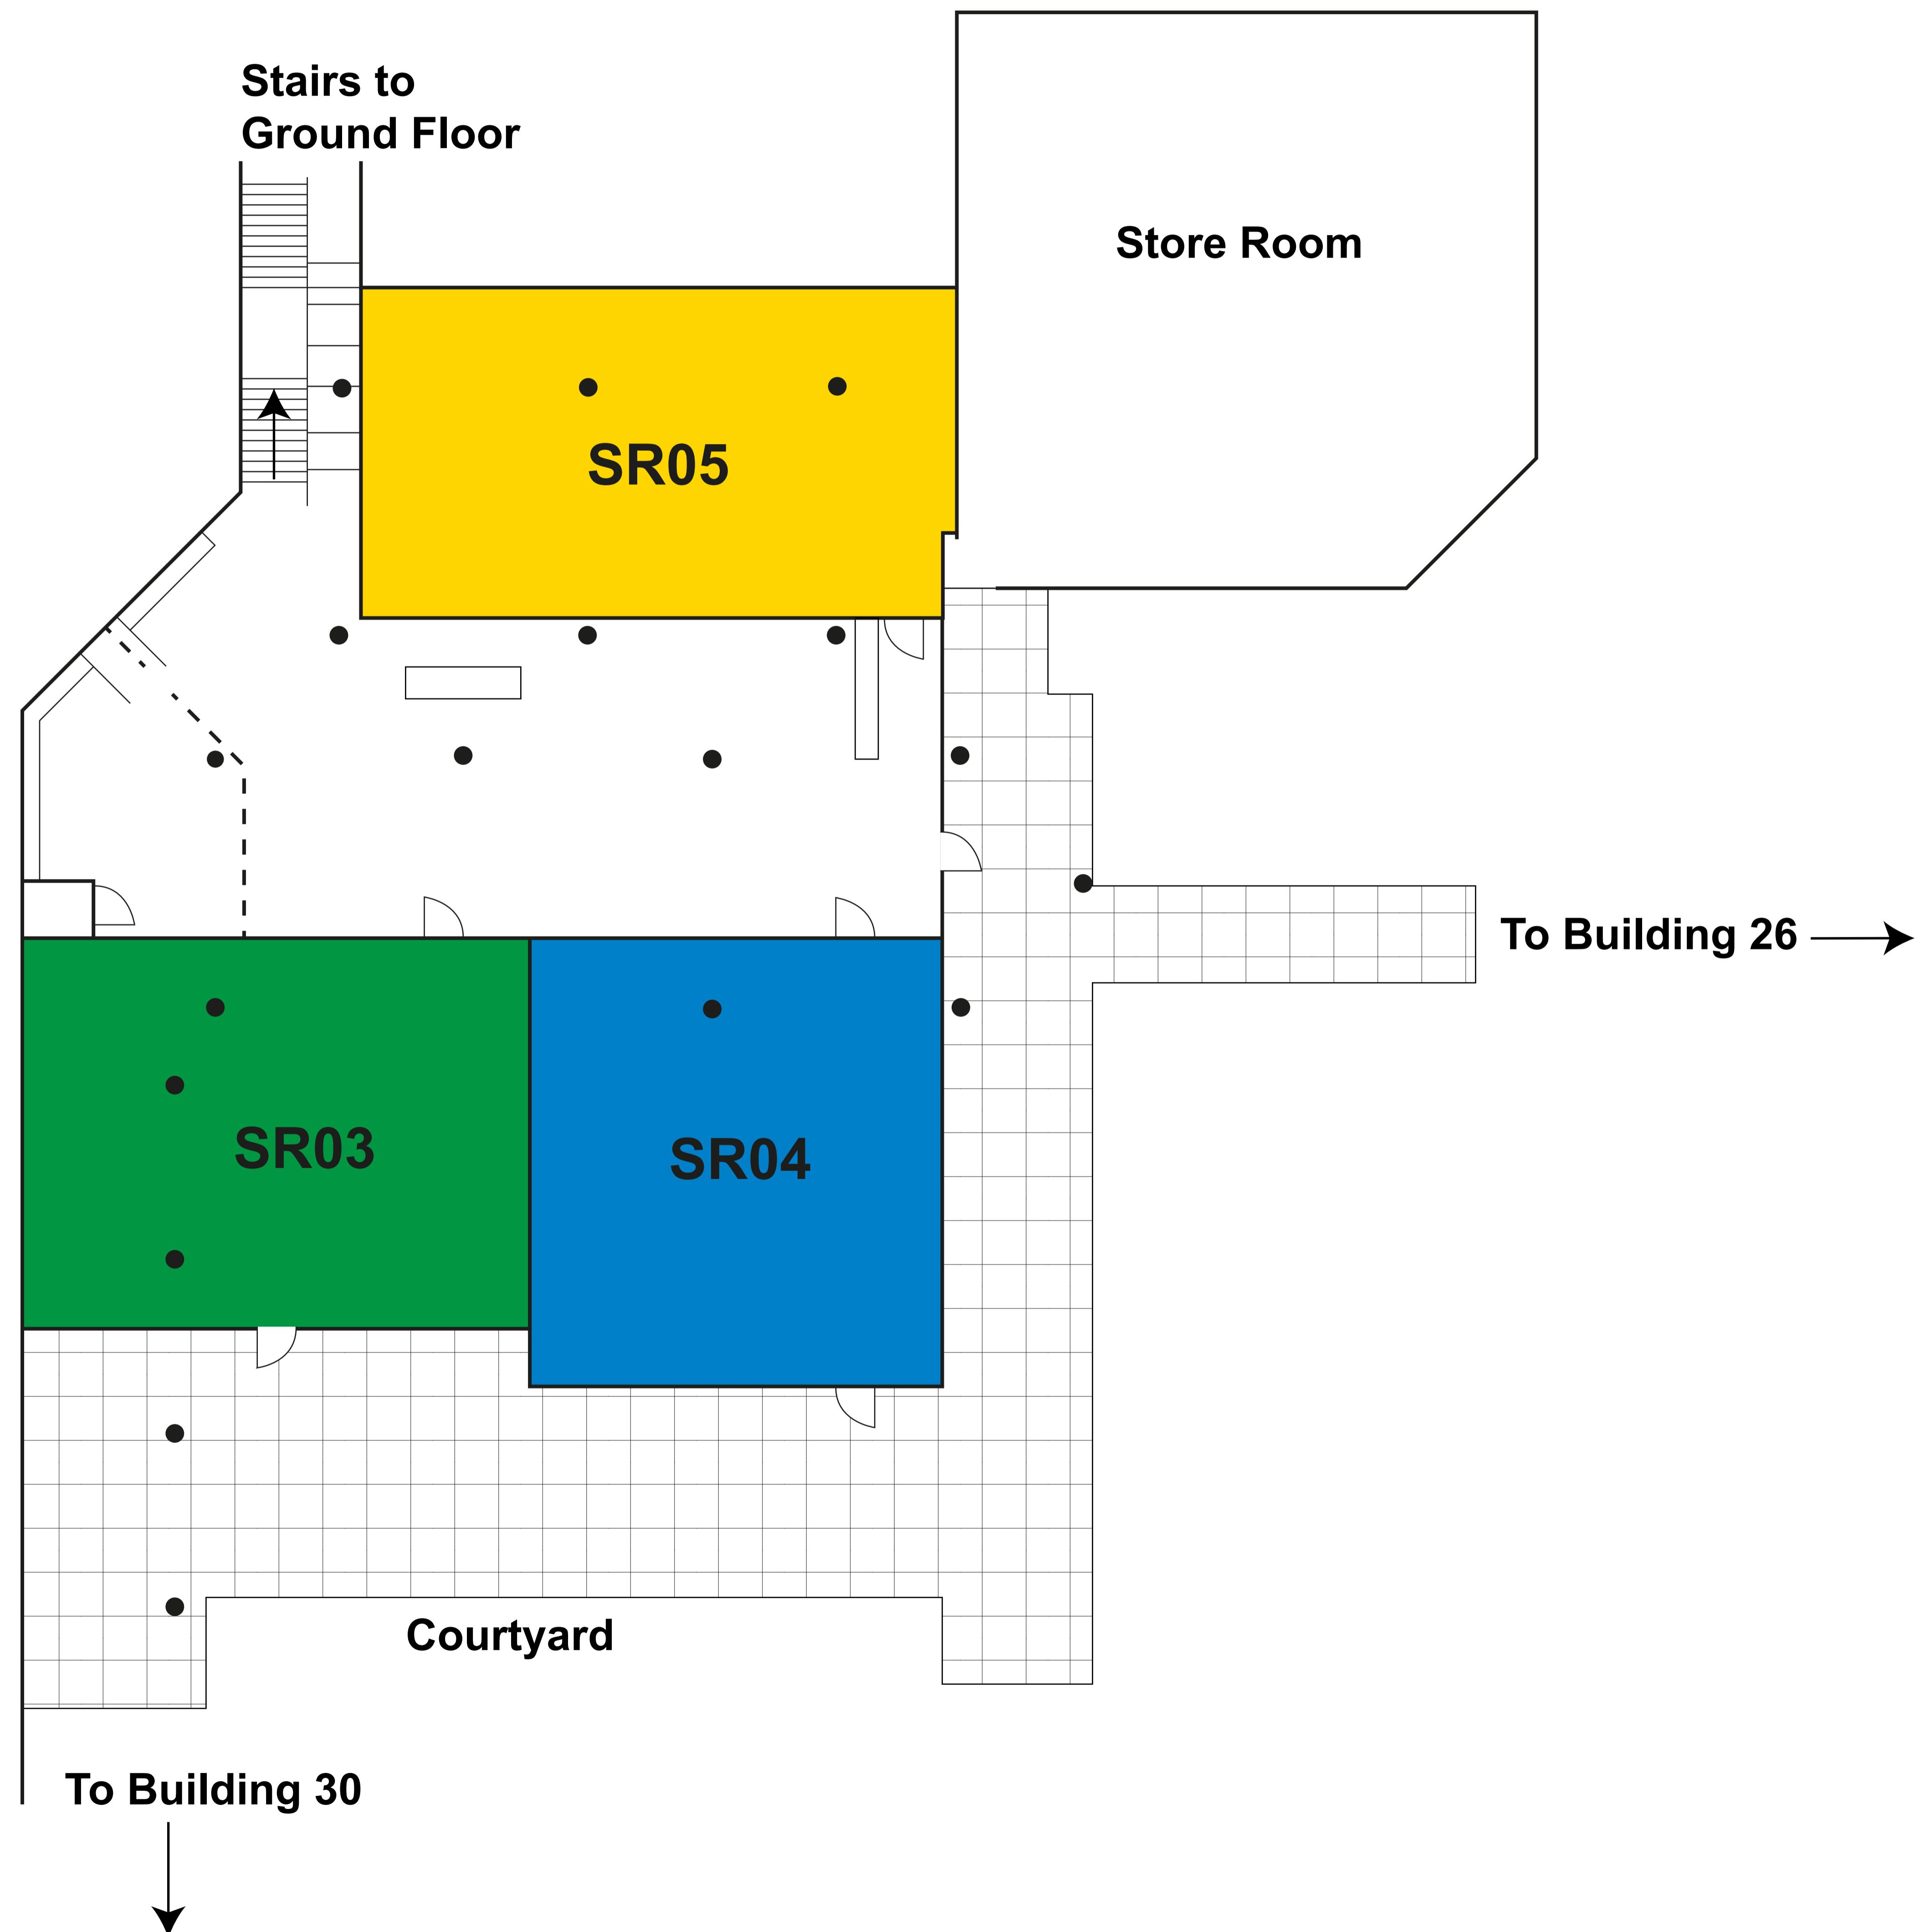 Stairs to
Ground Floor
Store Room
SR05
To Building 26
SR03
SR04
Courtyard
To Building 30